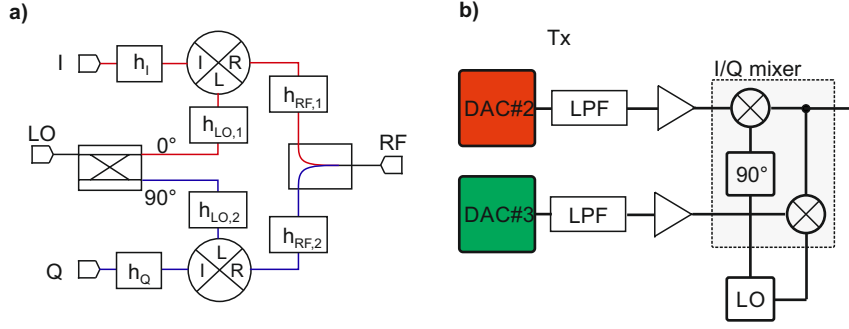 a)
I
h_I
I
R
L
h_RF,1
h_LO,1
LO
0°
90°
RF
h_LO,2
h_RF,2
L
I
R
Q
h_Q
b)
Tx
I/Q mixer
DAC#2
LPF
90°
DAC#3
LPF
LO